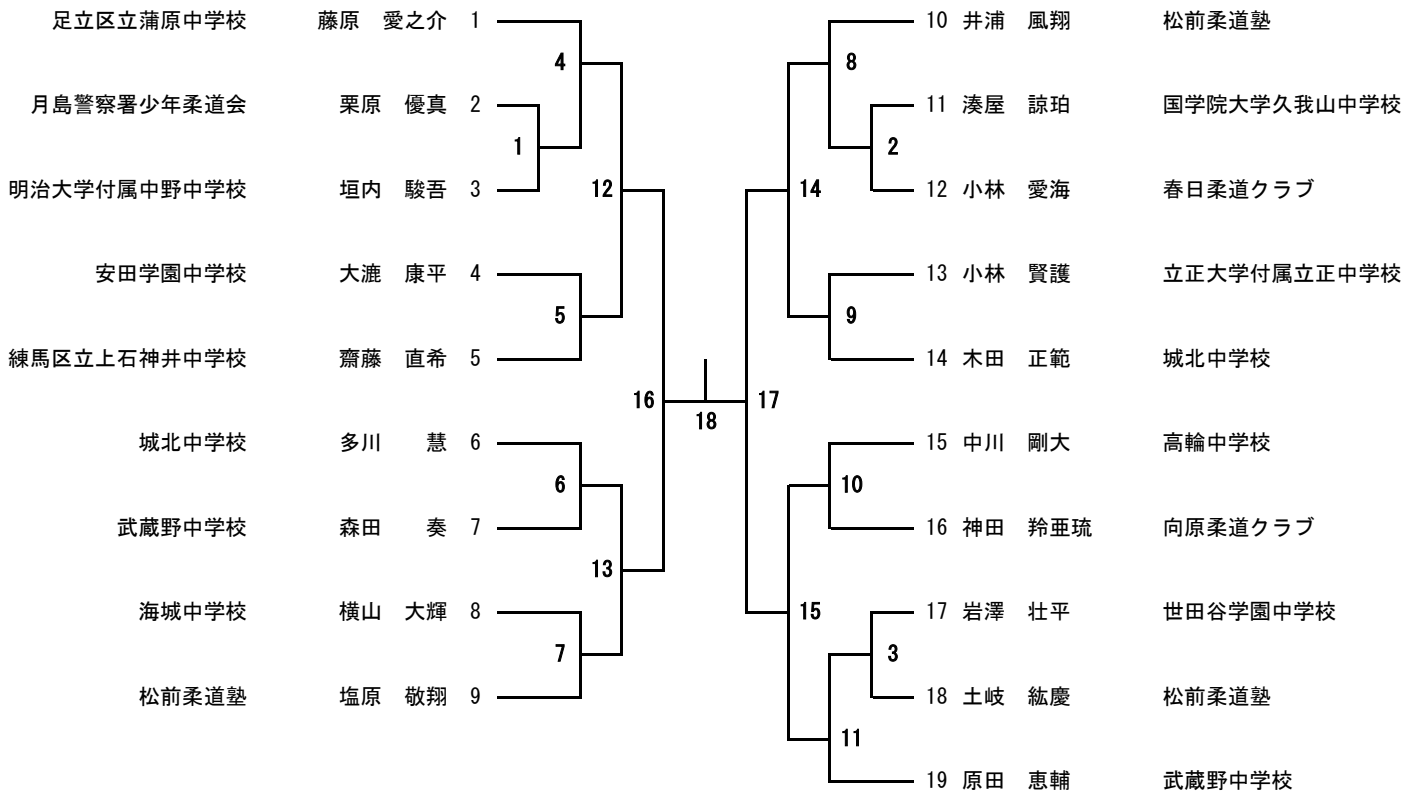 足立区立蒲原中学校 藤原 愛之介 1
4
月島警察署少年柔道会 栗原 優真 2
1
明治大学付属中野中学校 垣内 駿吾 3
12
安田学園中学校 大漉 康平 4
5
練馬区立上石神井中学校 齋藤 直希 5
16
城北中学校 多川 慧 6
6
武蔵野中学校 森田 奏 7
13
海城中学校 横山 大輝 8
7
松前柔道塾 塩原 敬翔 9
18
10 井浦 風翔 松前柔道塾
8
11 湊屋 諒珀 国学院大学久我山中学校
2
12 小林 愛海 春日柔道クラブ
14
13 小林 賢護 立正大学付属立正中学校
9
14 木田 正範 城北中学校
17
15 中川 剛大 高輪中学校
10
16 神田 羚亜琉 向原柔道クラブ
15
17 岩澤 壮平 世田谷学園中学校
3
18 土岐 紘慶 松前柔道塾
11
19 原田 恵輔 武蔵野中学校